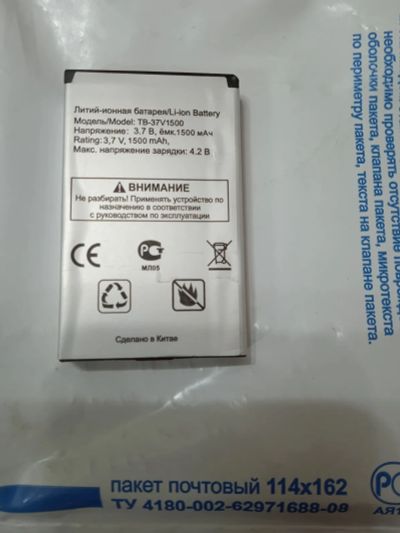 Литий-ионная батарея/Li-ion Battery
Модель/Model: TB-37V1500
Напряжение: 3.7 В, ёмк.1500 мАч
Rating: 3,7 V, 1500 mAh,
Макс. напряжение зарядки: 4.2 В
ВНИМАНИЕ
Не разбирать! Применять устройство по
назначению в соответствии
с руководством по эксплуатации
CE
РС
МЛ05
Сделано в Китае
необходимо проверить отсутствие
оболочки пакета, клапана пакета, микротекста
по периметру пакета, текста на клапане пакета.
пакет почтовый 114х162
ТУ 4180-002-62971688-08